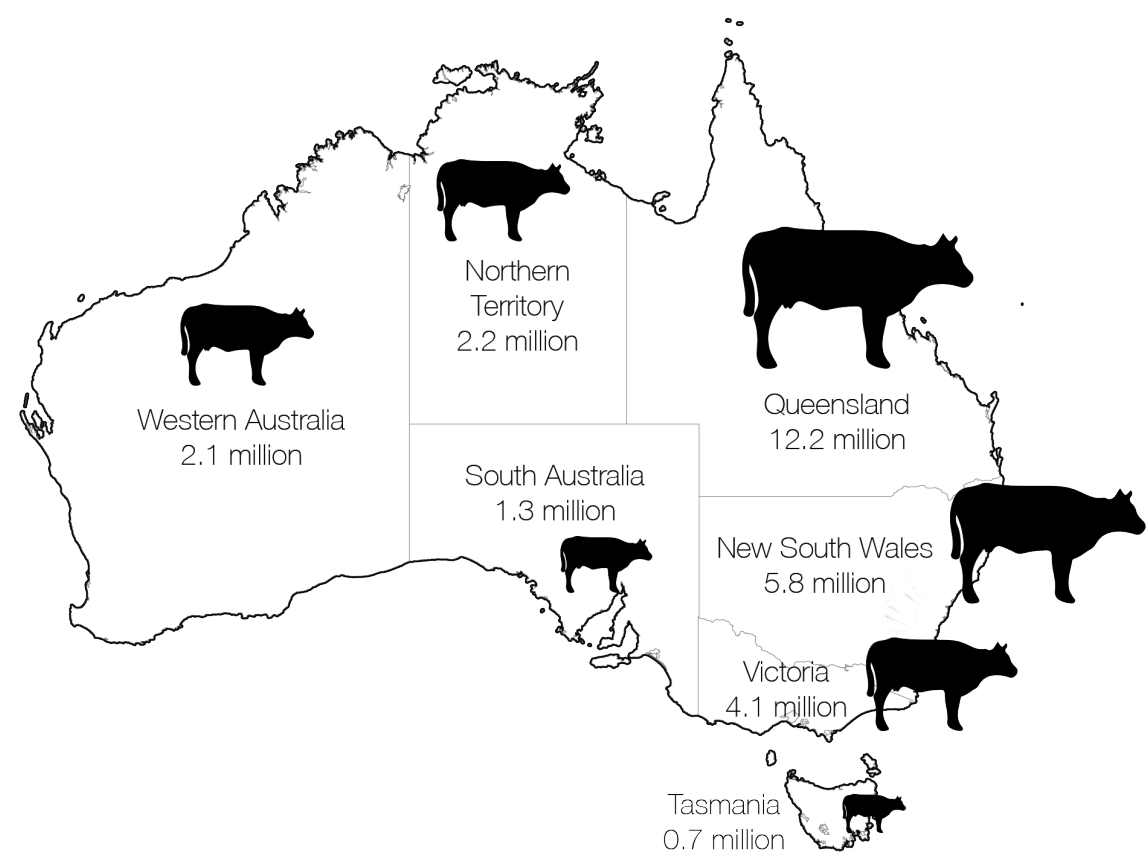 Northern
Territory
2.2 million
Western Australia
2.1 million
Queensland
12.2 million
South Australia
1.3 million
New South Wales
5.8 million
Victoria
4.1 million
Tasmania
0.7 million